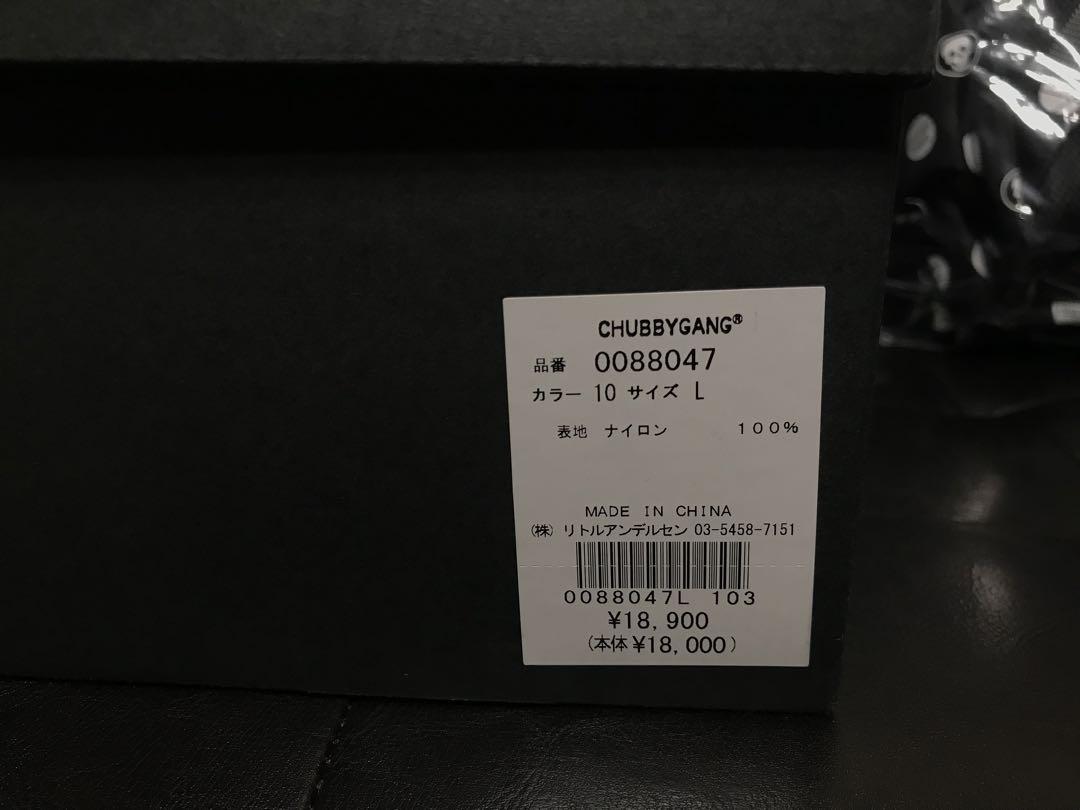 CHUBBYGANG®
品番 0088047
カラー 10 サイズ L
表地 ナイロン 100%
MADE IN CHINA
(株) リトルアンデルセン 03-5458-7151
0088047L 103
¥18,900
(本体 ¥18,000)